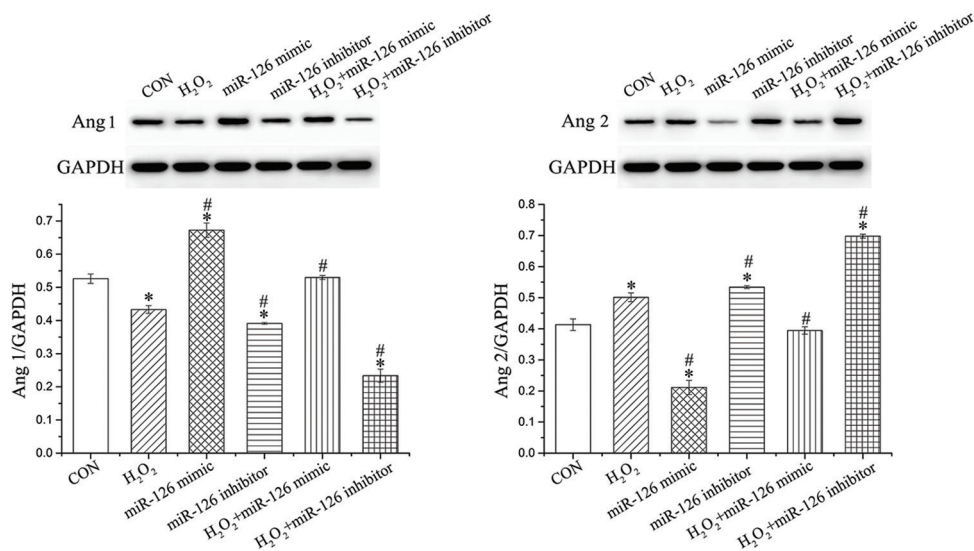 CON
H₂O₂
miR-126 mimic
miR-126 inhibitor
H₂O₂+miR-126 mimic
H₂O₂+miR-126 inhibitor
Ang 1
GAPDH
Ang 1/GAPDH
0.7
0.6
0.5
0.4
0.3
0.2
0.1
0.0
*
#
*
#
*
#
#
*
CON
H₂O₂
miR-126 mimic
miR-126 inhibitor
H₂O₂+miR-126 mimic
H₂O₂+miR-126 inhibitor
CON
H₂O₂
miR-126 mimic
miR-126 inhibitor
H₂O₂+miR-126 mimic
H₂O₂+miR-126 inhibitor
Ang 2
GAPDH
Ang 2/GAPDH
0.8
0.7
0.6
0.5
0.4
0.3
0.2
0.1
0.0
*
#
*
#
*
#
#
*
CON
H₂O₂
miR-126 mimic
miR-126 inhibitor
H₂O₂+miR-126 mimic
H₂O₂+miR-126 inhibitor